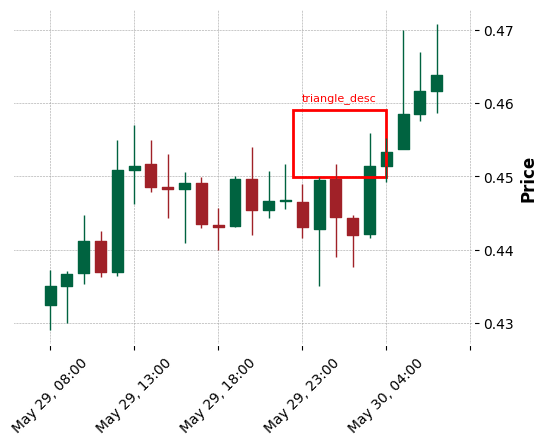 0.47
triangle_desc
0.46
0.45
Price
0.44
0.43
May 29, 08:00
May 29, 13:00
May 29, 18:00
May 29, 23:00
May 30, 04:00